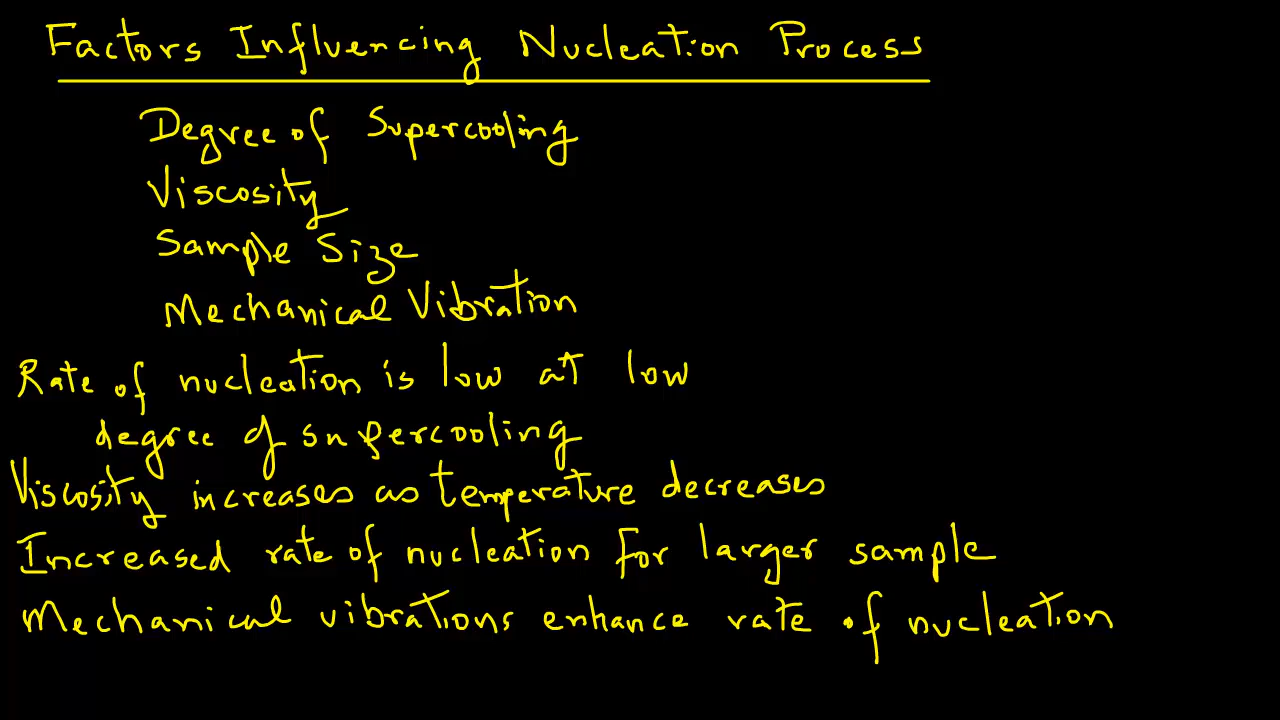 Factors Influencing Nucleation Process
Degree of Supercooling
Viscosity
Sample Size
Mechanical Vibration
Rate of nucleation is low at low
degree of supercooling
Viscosity increases as temperature decreases
Increased rate of nucleation for larger sample
Mechanical vibrations enhance rate of nucleation